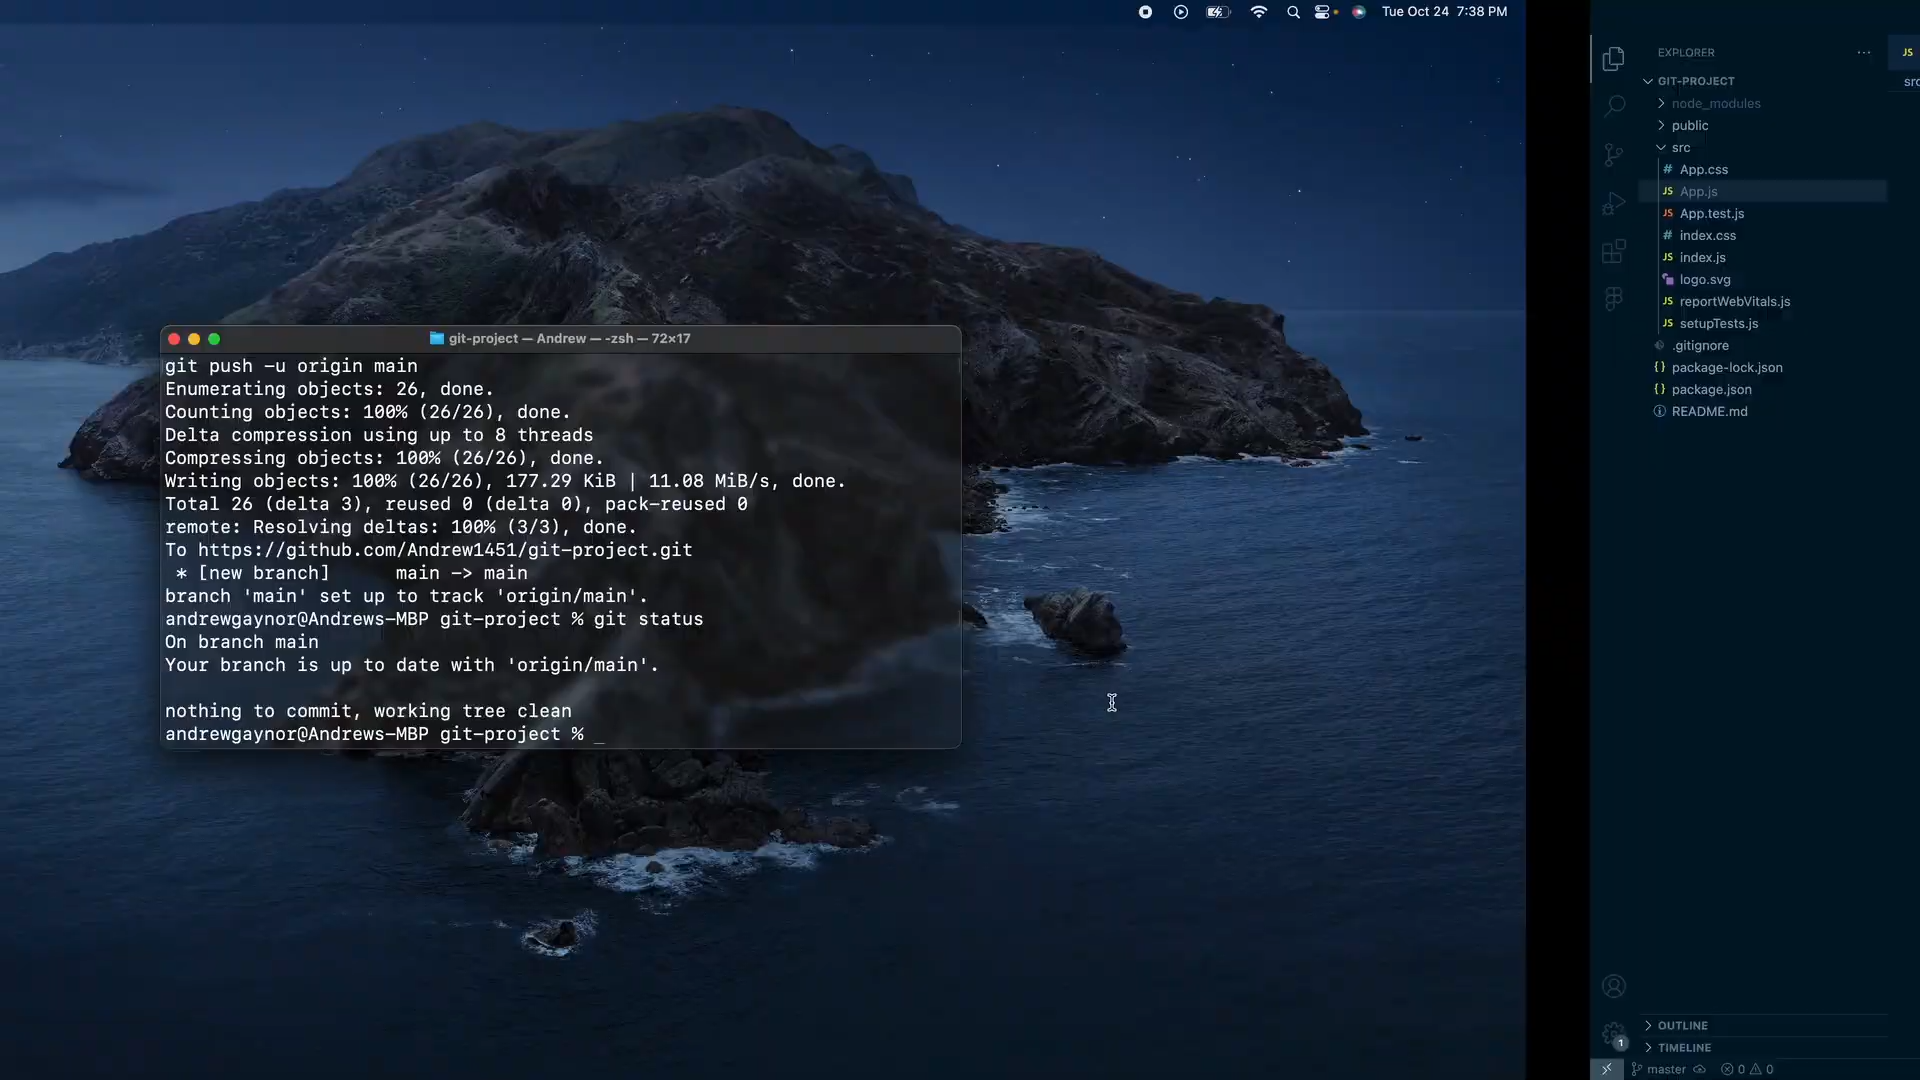 Tue Oct 24 7:38 PM
git-project — Andrew — -zsh — 72×17
git push -u origin main
Enumerating objects: 26, done.
Counting objects: 100% (26/26), done.
Delta compression using up to 8 threads
Compressing objects: 100% (26/26), done.
Writing objects: 100% (26/26), 177.29 KiB | 11.08 MiB/s, done.
Total 26 (delta 3), reused 0 (delta 0), pack-reused 0
remote: Resolving deltas: 100% (3/3), done.
To https://github.com/Andrew1451/git-project.git
* [new branch]      main -> main
branch 'main' set up to track 'origin/main'.
andrewgaynor@Andrews-MBP git-project % git status
On branch main
Your branch is up to date with 'origin/main'.
nothing to commit, working tree clean
andrewgaynor@Andrews-MBP git-project % _
EXPLORER
GIT-PROJECT
node_modules
public
src
# App.css
JS App.js
JS App.test.js
# index.css
JS index.js
logo.svg
JS reportWebVitals.js
JS setupTests.js
.gitignore
{} package-lock.json
{} package.json
README.md
OUTLINE
TIMELINE
1
master 0 0
JS
src